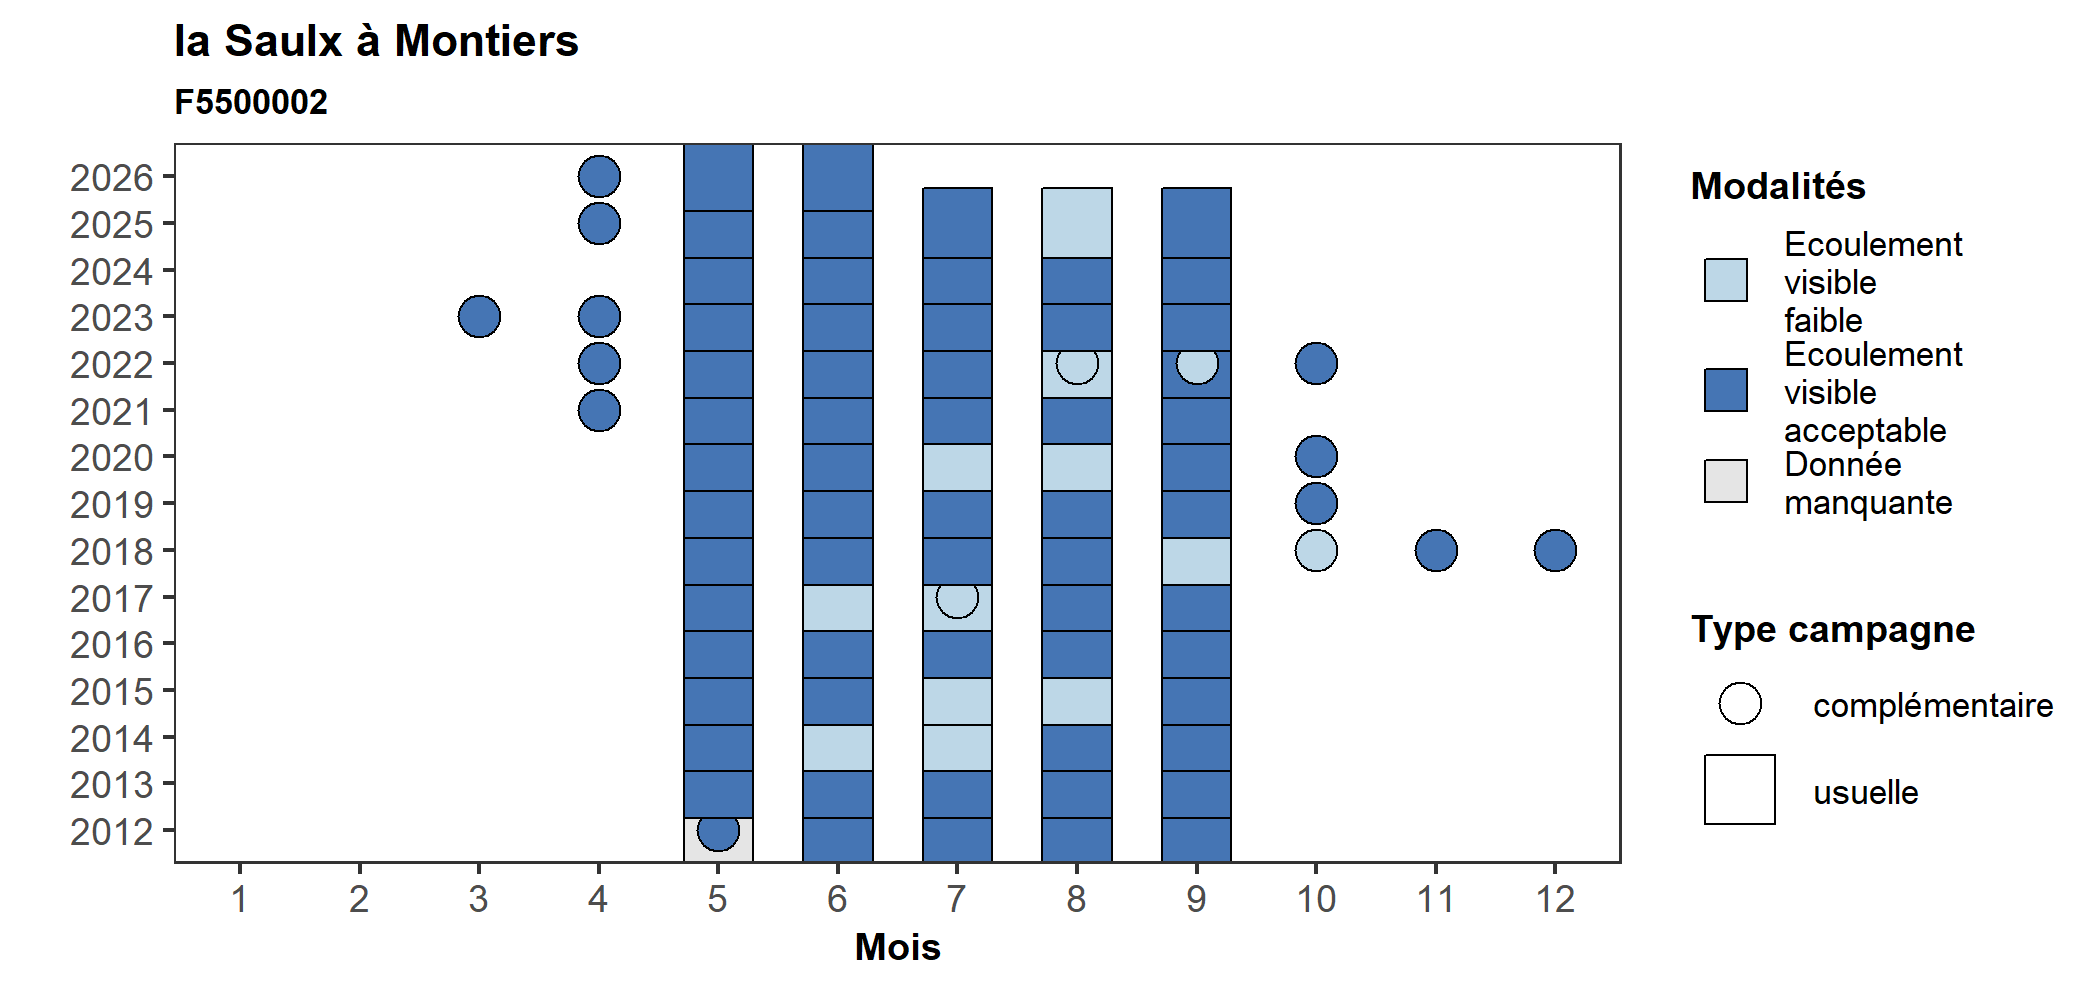 la Saulx à Montiers
F5500002
2026
2025
2024
2023
2022
2021
2020
2019
2018
2017
2016
2015
2014
2013
2012
1 2 3 4 5 6 7 8 9 10 11 12
Mois
Modalités
Ecoulement
visible
faible
Ecoulement
visible
acceptable
Donnée
manquante
Type campagne
complémentaire
usuelle